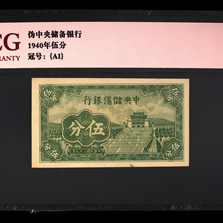 CG
RRANTY
伪中央储备银行
1940年伍分
冠号：{A1}
行銀備儲央中
分伍